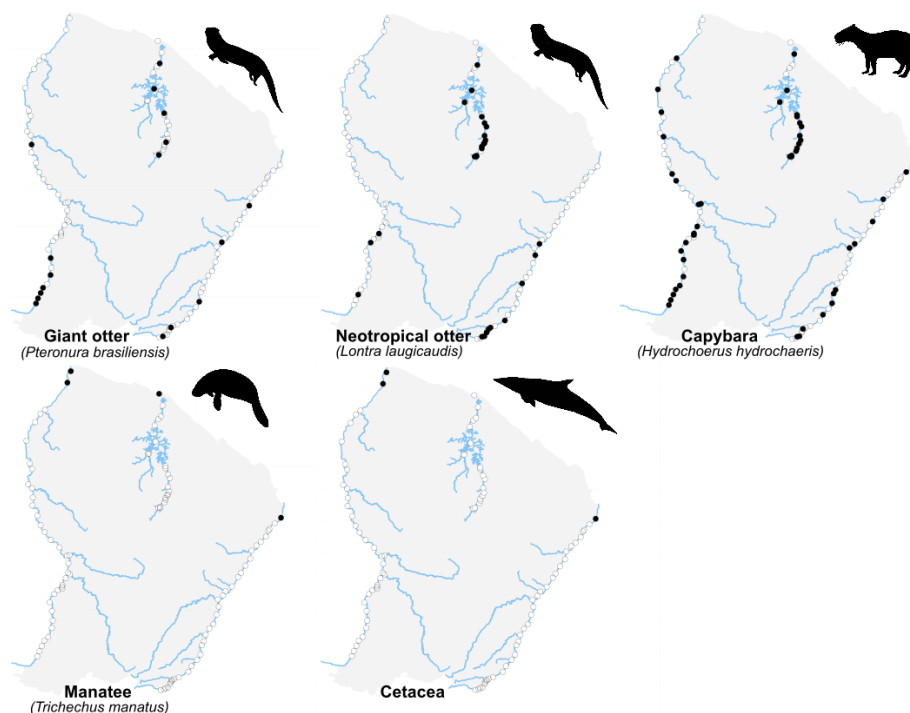 Giant otter
(Pteronura brasiliensis)
Neotropical otter
(Lontra laugicaudis)
Capybara
(Hydrochoerus hydrochaeris)
Manatee
(Trichechus manatus)
Cetacea